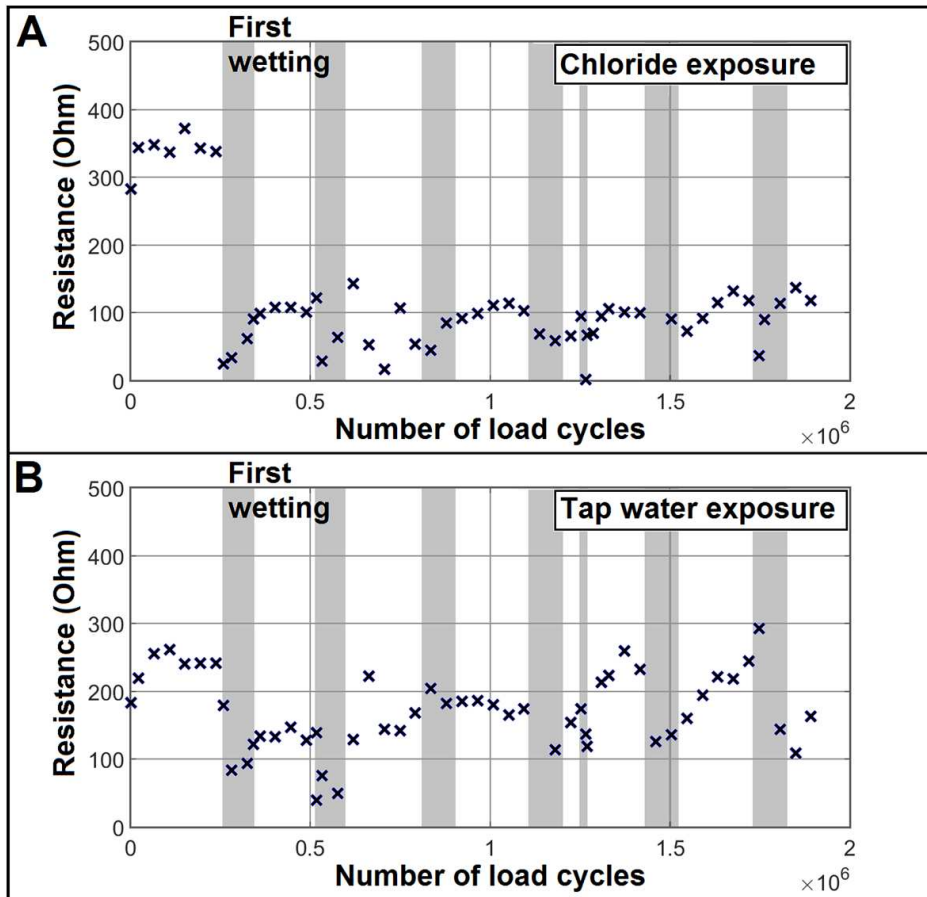 A
First
wetting
Chloride exposure
Resistance (Ohm)
500
400
300
200
100
0
0 0.5 1 1.5 2
Number of load cycles
×10⁶
B
First
wetting
Tap water exposure
Resistance (Ohm)
500
400
300
200
100
0
0 0.5 1 1.5 2
Number of load cycles
×10⁶